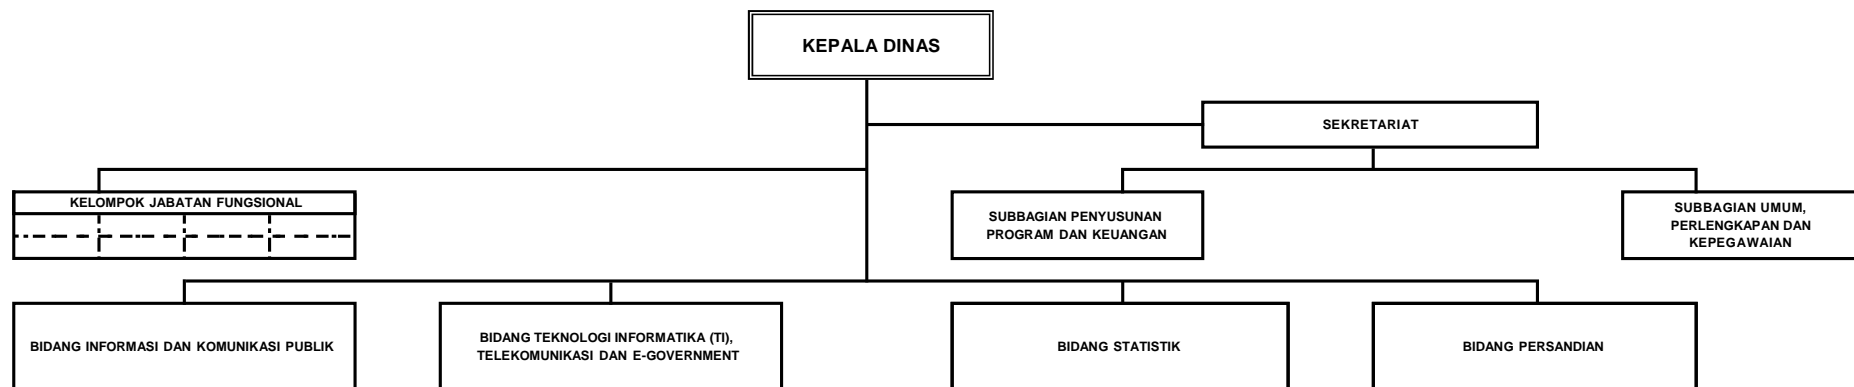 KEPALA DINAS
SEKRETARIAT
KELOMPOK JABATAN FUNGSIONAL
SUBBAGIAN PENYUSUNAN
PROGRAM DAN KEUANGAN
SUBBAGIAN UMUM,
PERLENGKAPAN DAN
KEPEGAWAIAN
BIDANG INFORMASI DAN KOMUNIKASI PUBLIK
BIDANG TEKNOLOGI INFORMATIKA (TI),
TELEKOMUNIKASI DAN E-GOVERNMENT
BIDANG STATISTIK
BIDANG PERSANDIAN